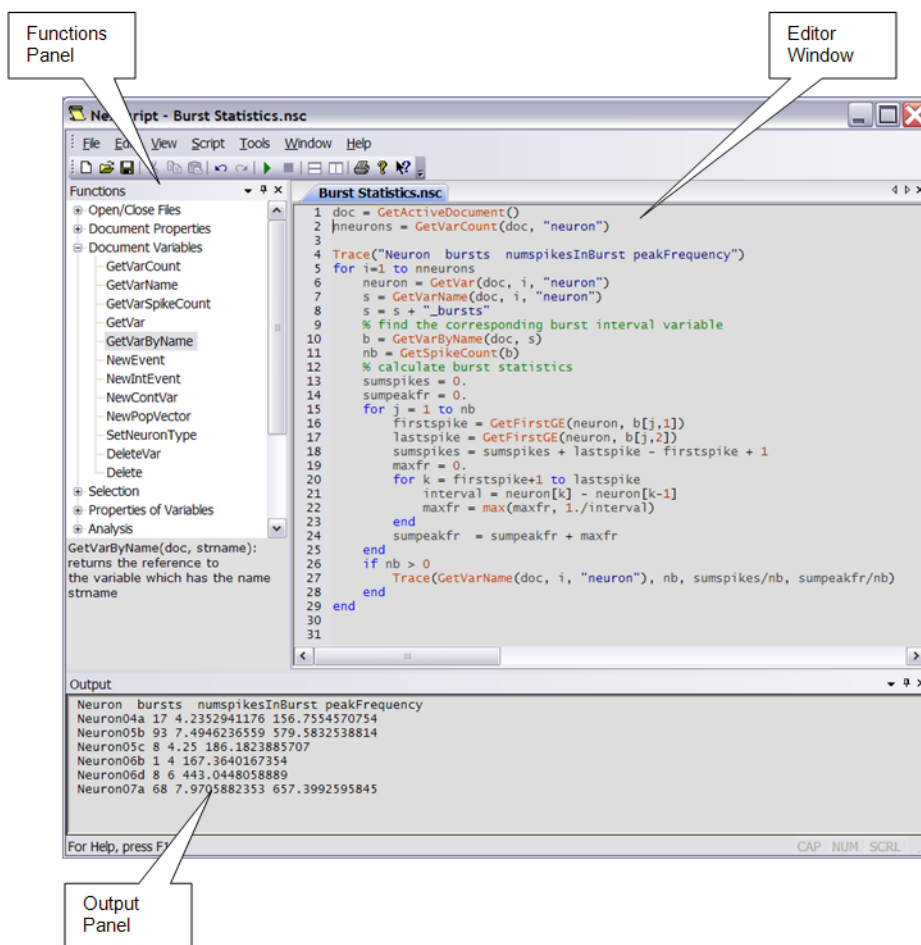 Functions
Panel
Editor
Window
NexScript - Burst Statistics.nsc
File Edit View Script Tools Window Help
Functions
Burst Statistics.nsc
Open/Close Files
Document Properties
Document Variables
GetVarCount
GetVarName
GetVarSpikeCount
GetVar
GetVarByName
NewEvent
NewIntEvent
NewContVar
NewPopVector
SetNeuronType
DeleteVar
Delete
Selection
Properties of Variables
Analysis
GetVarByName(doc, strname):
returns the reference to
the variable which has the name
strname
1 doc = GetActiveDocument()
2 nneurons = GetVarCount(doc, "neuron")
3
4 Trace("Neuron  bursts  numspikesInBurst peakFrequency")
5 for i=1 to nneurons
6     neuron = GetVar(doc, i, "neuron")
7     s = GetVarName(doc, i, "neuron")
8     s = s + "_bursts"
9     % find the corresponding burst interval variable
10     b = GetVarByName(doc, s)
11     nb = GetSpikeCount(b)
12     % calculate burst statistics
13     sumspikes = 0.
14     sumpeakfr = 0.
15     for j = 1 to nb
16         firstspike = GetFirstGE(neuron, b[j,1])
17         lastspike = GetFirstGE(neuron, b[j,2])
18         sumspikes = sumspikes + lastspike - firstspike + 1
19         maxfr = 0.
20         for k = firstspike+1 to lastspike
21             interval = neuron[k] - neuron[k-1]
22             maxfr = max(maxfr, 1./interval)
23         end
24         sumpeakfr  = sumpeakfr + maxfr
25     end
26     if nb > 0
27         Trace(GetVarName(doc, i, "neuron"), nb, sumspikes/nb, sumpeakfr/nb)
28     end
29 end
30
31
Output
Neuron  bursts  numspikesInBurst peakFrequency
Neuron04a 17 4.2352941176 156.7554570754
Neuron05b 93 7.4946236559 579.5832538814
Neuron05c 8 4.25 186.1823885707
Neuron06b 1 4 167.3640167354
Neuron06d 8 6 443.0448058889
Neuron07a 68 7.9705882353 657.3992595845
For Help, press F1
CAP NUM SCRL
Output
Panel